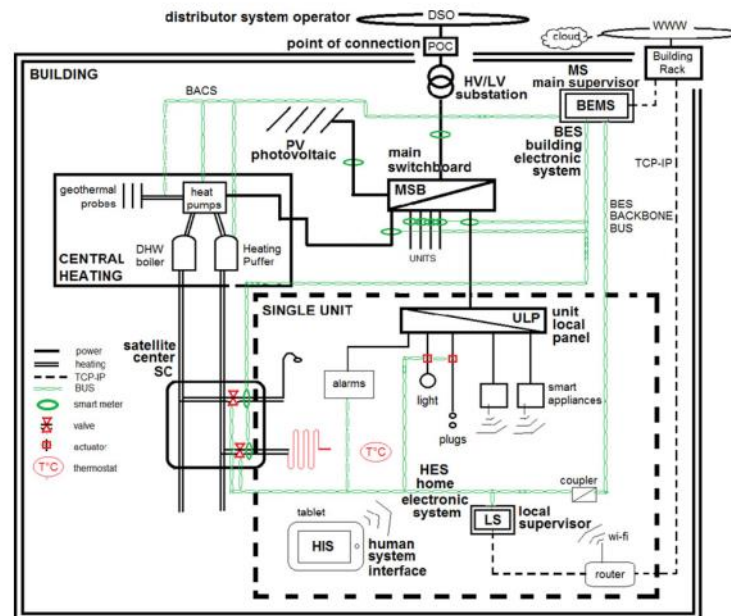 distributor system operator
DSO
WWW
cloud
point of connection
POC
Building
Rack
BUILDING
HV/LV
substation
MS
main supervisor
BEMS
BACS
PV
photovoltaic
main
switchboard
MSB
BES
building
electronic
system
TCP-IP
geothermal
probes
heat
pumps
BES
BACKBONE
BUS
DHW
boiler
Heating
Puffer
UNITS
CENTRAL
HEATING
SINGLE UNIT
ULP
unit
local
panel
satellite
center
SC
power
heating
TCP-IP
BUS
smart meter
valve
actuator
T°C
thermostat
alarms
light
plugs
smart
appliances
T°C
HES
home
electronic
system
coupler
LS
local
supervisor
tablet
HIS
human
system
interface
wi-fi
router